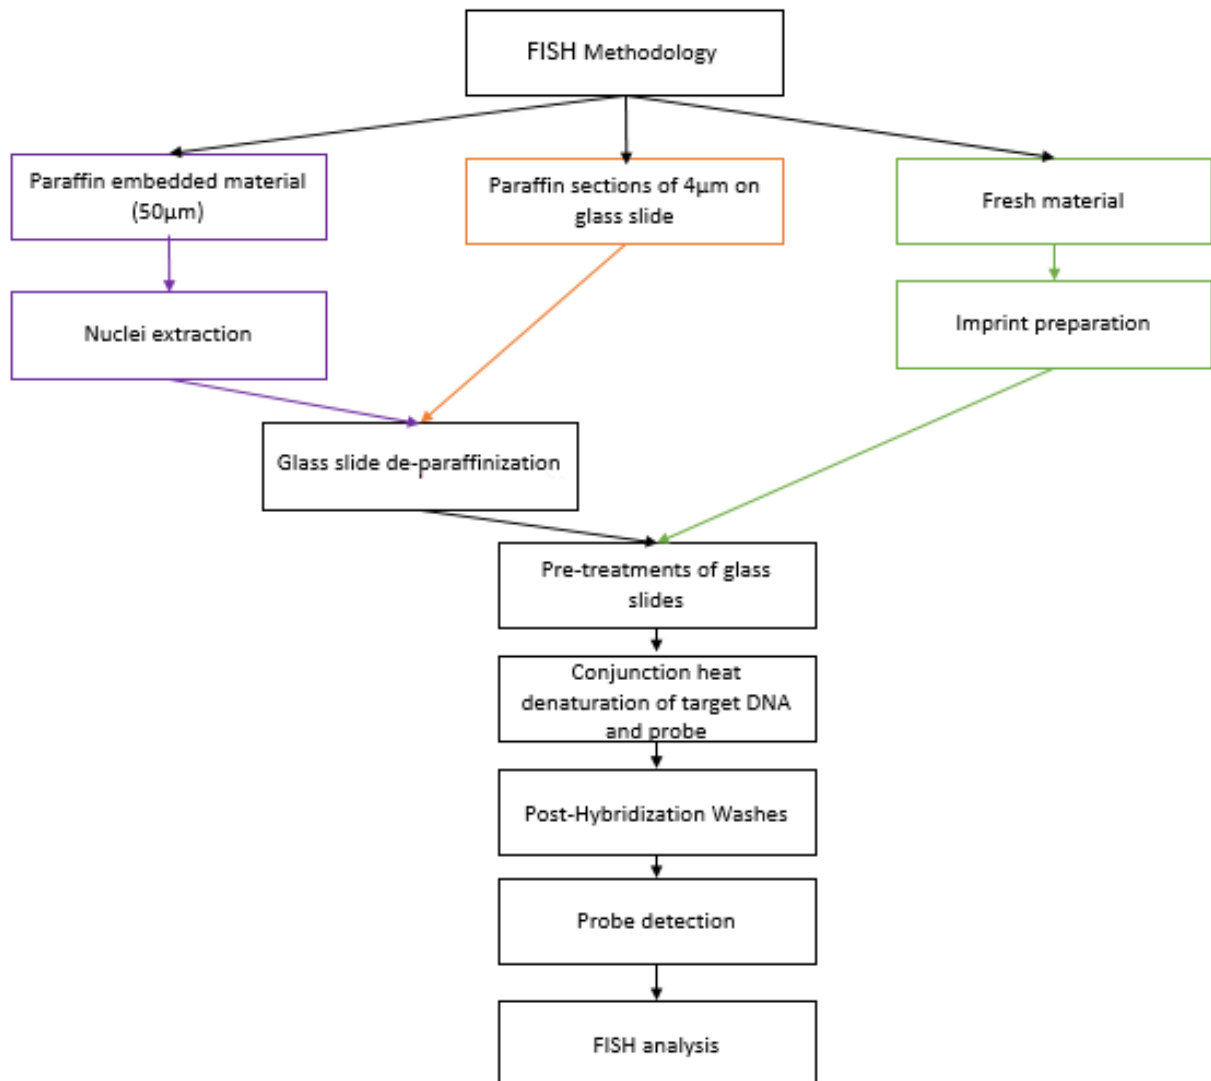 FISH Methodology
Paraffin embedded material
(50µm)
Paraffin sections of 4µm on
glass slide
Fresh material
Nuclei extraction
Imprint preparation
Glass slide de-paraffinization
Pre-treatments of glass
slides
Conjunction heat
denaturation of target DNA
and probe
Post-Hybridization Washes
Probe detection
FISH analysis